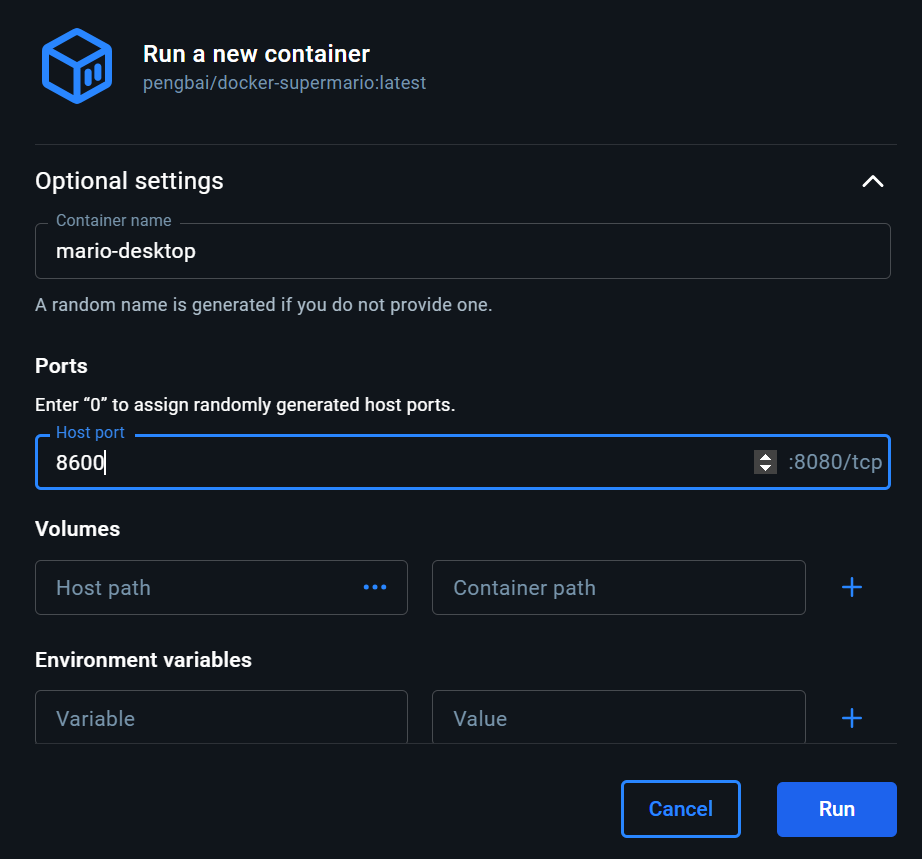 Run a new container
pengbai/docker-supermario:latest
Optional settings
Container name
mario-desktop
A random name is generated if you do not provide one.
Ports
Enter “0” to assign randomly generated host ports.
Host port
8600 :8080/tcp
Volumes
Host path ••• Container path +
Environment variables
Variable Value +
Cancel Run